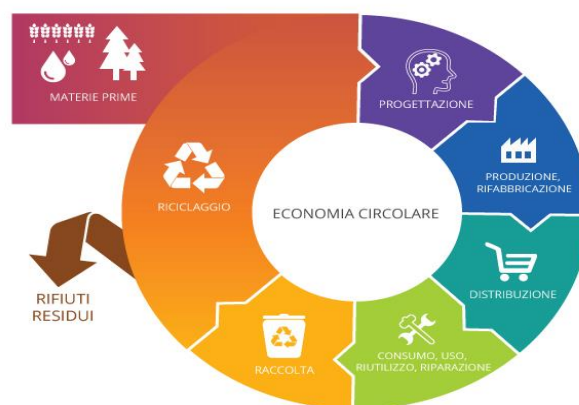 MATERIE PRIME
PROGETTAZIONE
PRODUZIONE,
RIFABBRICAZIONE
RICICLAGGIO
ECONOMIA CIRCOLARE
DISTRIBUZIONE
RIFIUTI
RESIDUI
RACCOLTA
CONSUMO, USO,
RIUTILIZZO, RIPARAZIONE